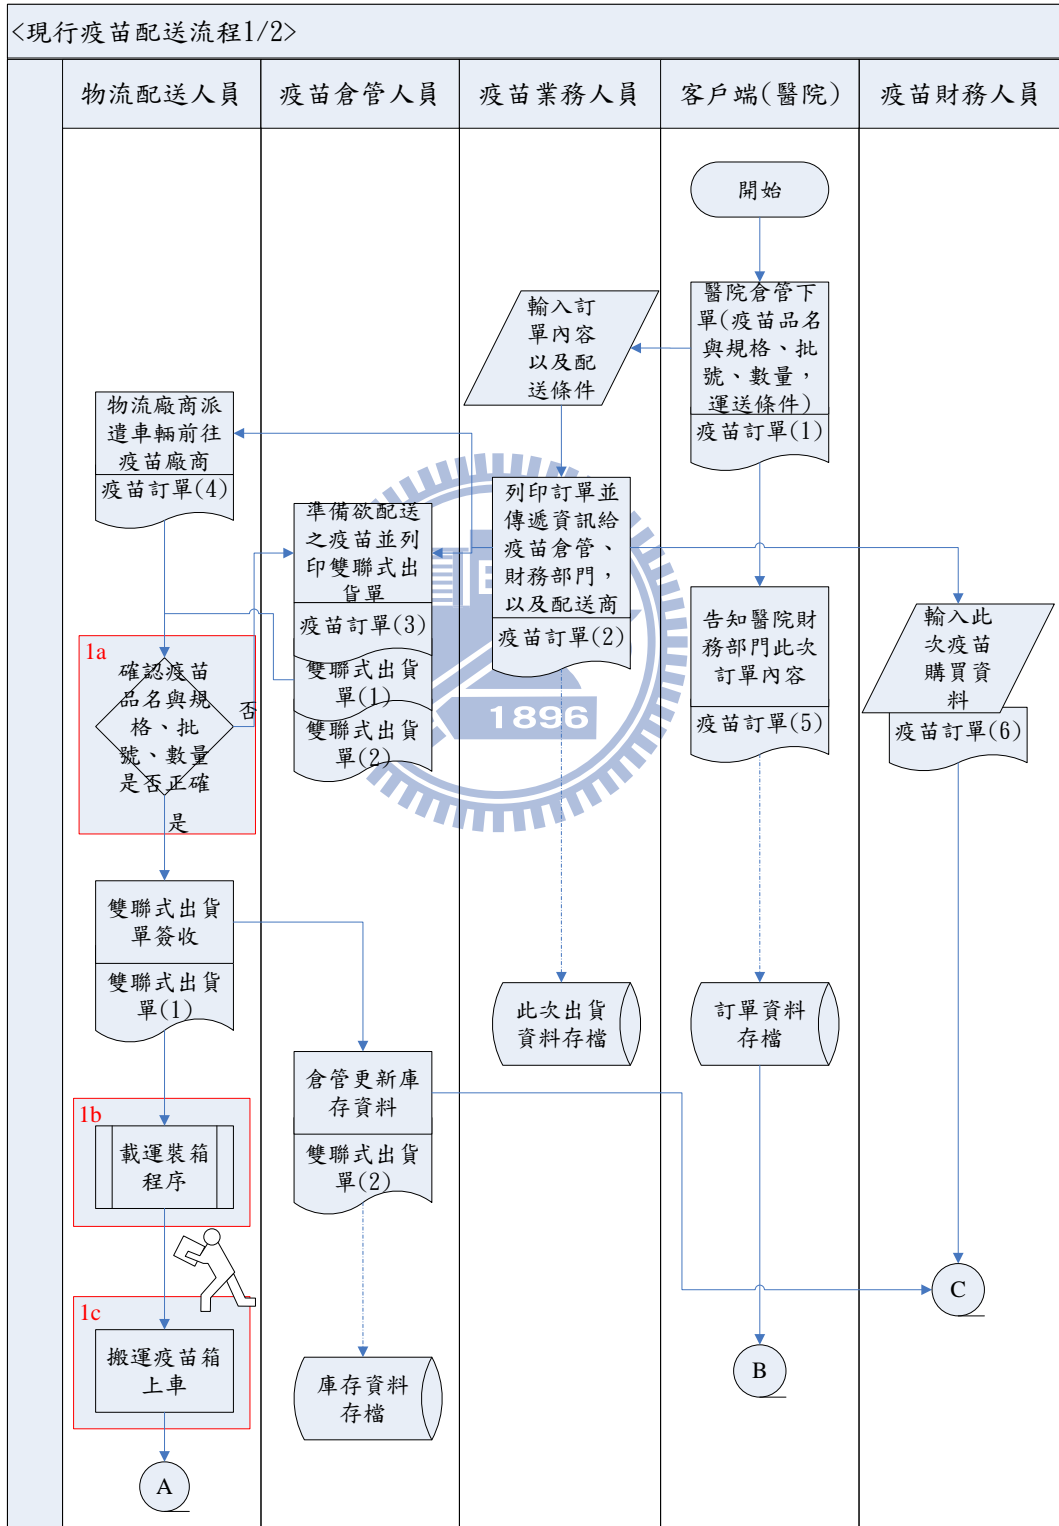 <現行疫苗配送流程1/2>
物流配送人員
疫苗倉管人員
疫苗業務人員
客戶端(醫院)
疫苗財務人員
開始
醫院倉管下
單(疫苗品名
與規格、批
號、數量，
運送條件)
疫苗訂單(1)
輸入訂
單內容
以及配
送條件
物流廠商派
遣車輛前往
疫苗廠商
疫苗訂單(4)
準備欲配送
之疫苗並列
印雙聯式出
貨單
疫苗訂單(3)
雙聯式出貨
單(1)
雙聯式出貨
單(2)
列印訂單並
傳遞資訊給
疫苗倉管、
財務部門，
以及配送商
疫苗訂單(2)
告知醫院財
務部門此次
訂單內容
疫苗訂單(5)
輸入此
次疫苗
購買資
料
疫苗訂單(6)
1896
1a
確認疫苗
品名與規
格、批
號、數量
是否正確
否
是
雙聯式出貨
單簽收
雙聯式出貨
單(1)
此次出貨
資料存檔
訂單資料
存檔
倉管更新庫
存資料
雙聯式出貨
單(2)
1b
載運裝箱
程序
1c
搬運疫苗箱
上車
庫存資料
存檔
C
B
A